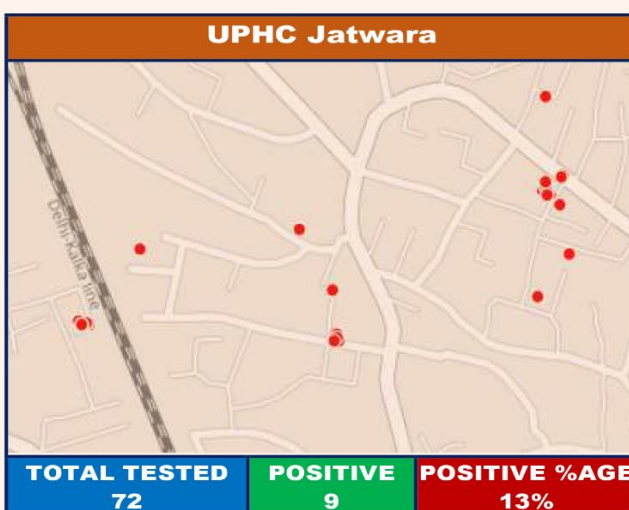 UPHC Jatwara
Delhi-Kalka line
TOTAL TESTED
72
POSITIVE
9
POSITIVE %AGE
13%